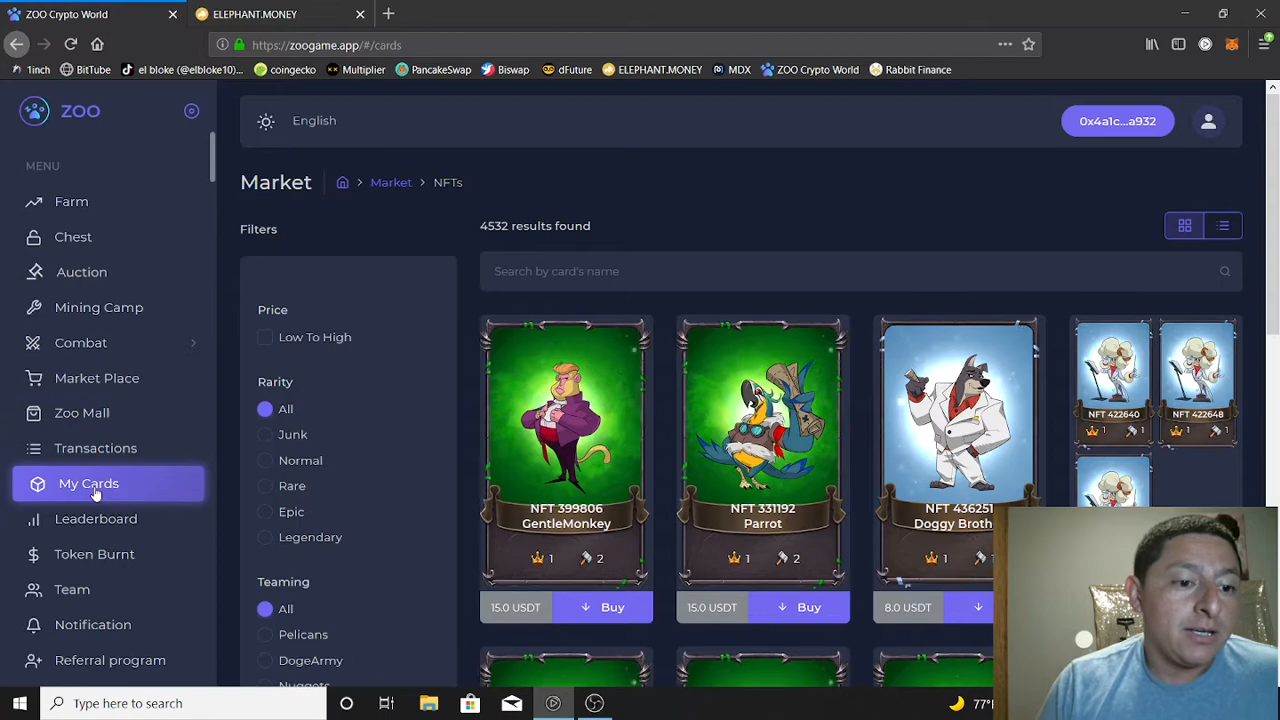 ZOO Crypto World
ELEPHANT.MONEY
https://zoogame.app/#/cards
1inch
BitTube
el bloke (@elbloke10)...
coingecko
Multiplier
PancakeSwap
Biswap
dFuture
ELEPHANT.MONEY
MDX
ZOO Crypto World
Rabbit Finance
ZOO
English
0x4a1c...a932
MENU
Farm
Chest
Auction
Mining Camp
Combat
Market Place
Zoo Mall
Transactions
My Cards
Leaderboard
Token Burnt
Team
Notification
Referral program
Market
Market
NFTs
Filters
Price
Low To High
Rarity
All
Junk
Normal
Rare
Epic
Legendary
Teaming
All
Pelicans
DogeArmy
Nuggets
4532 results found
Search by card's name
NFT 399806
GentleMonkey
1
2
15.0 USDT
Buy
NFT 331192
Parrot
1
2
15.0 USDT
Buy
NFT 436251
Doggy Broth
1
1
8.0 USDT
NFT 422640
1
1
NFT 422648
1
1
Type here to search
77°